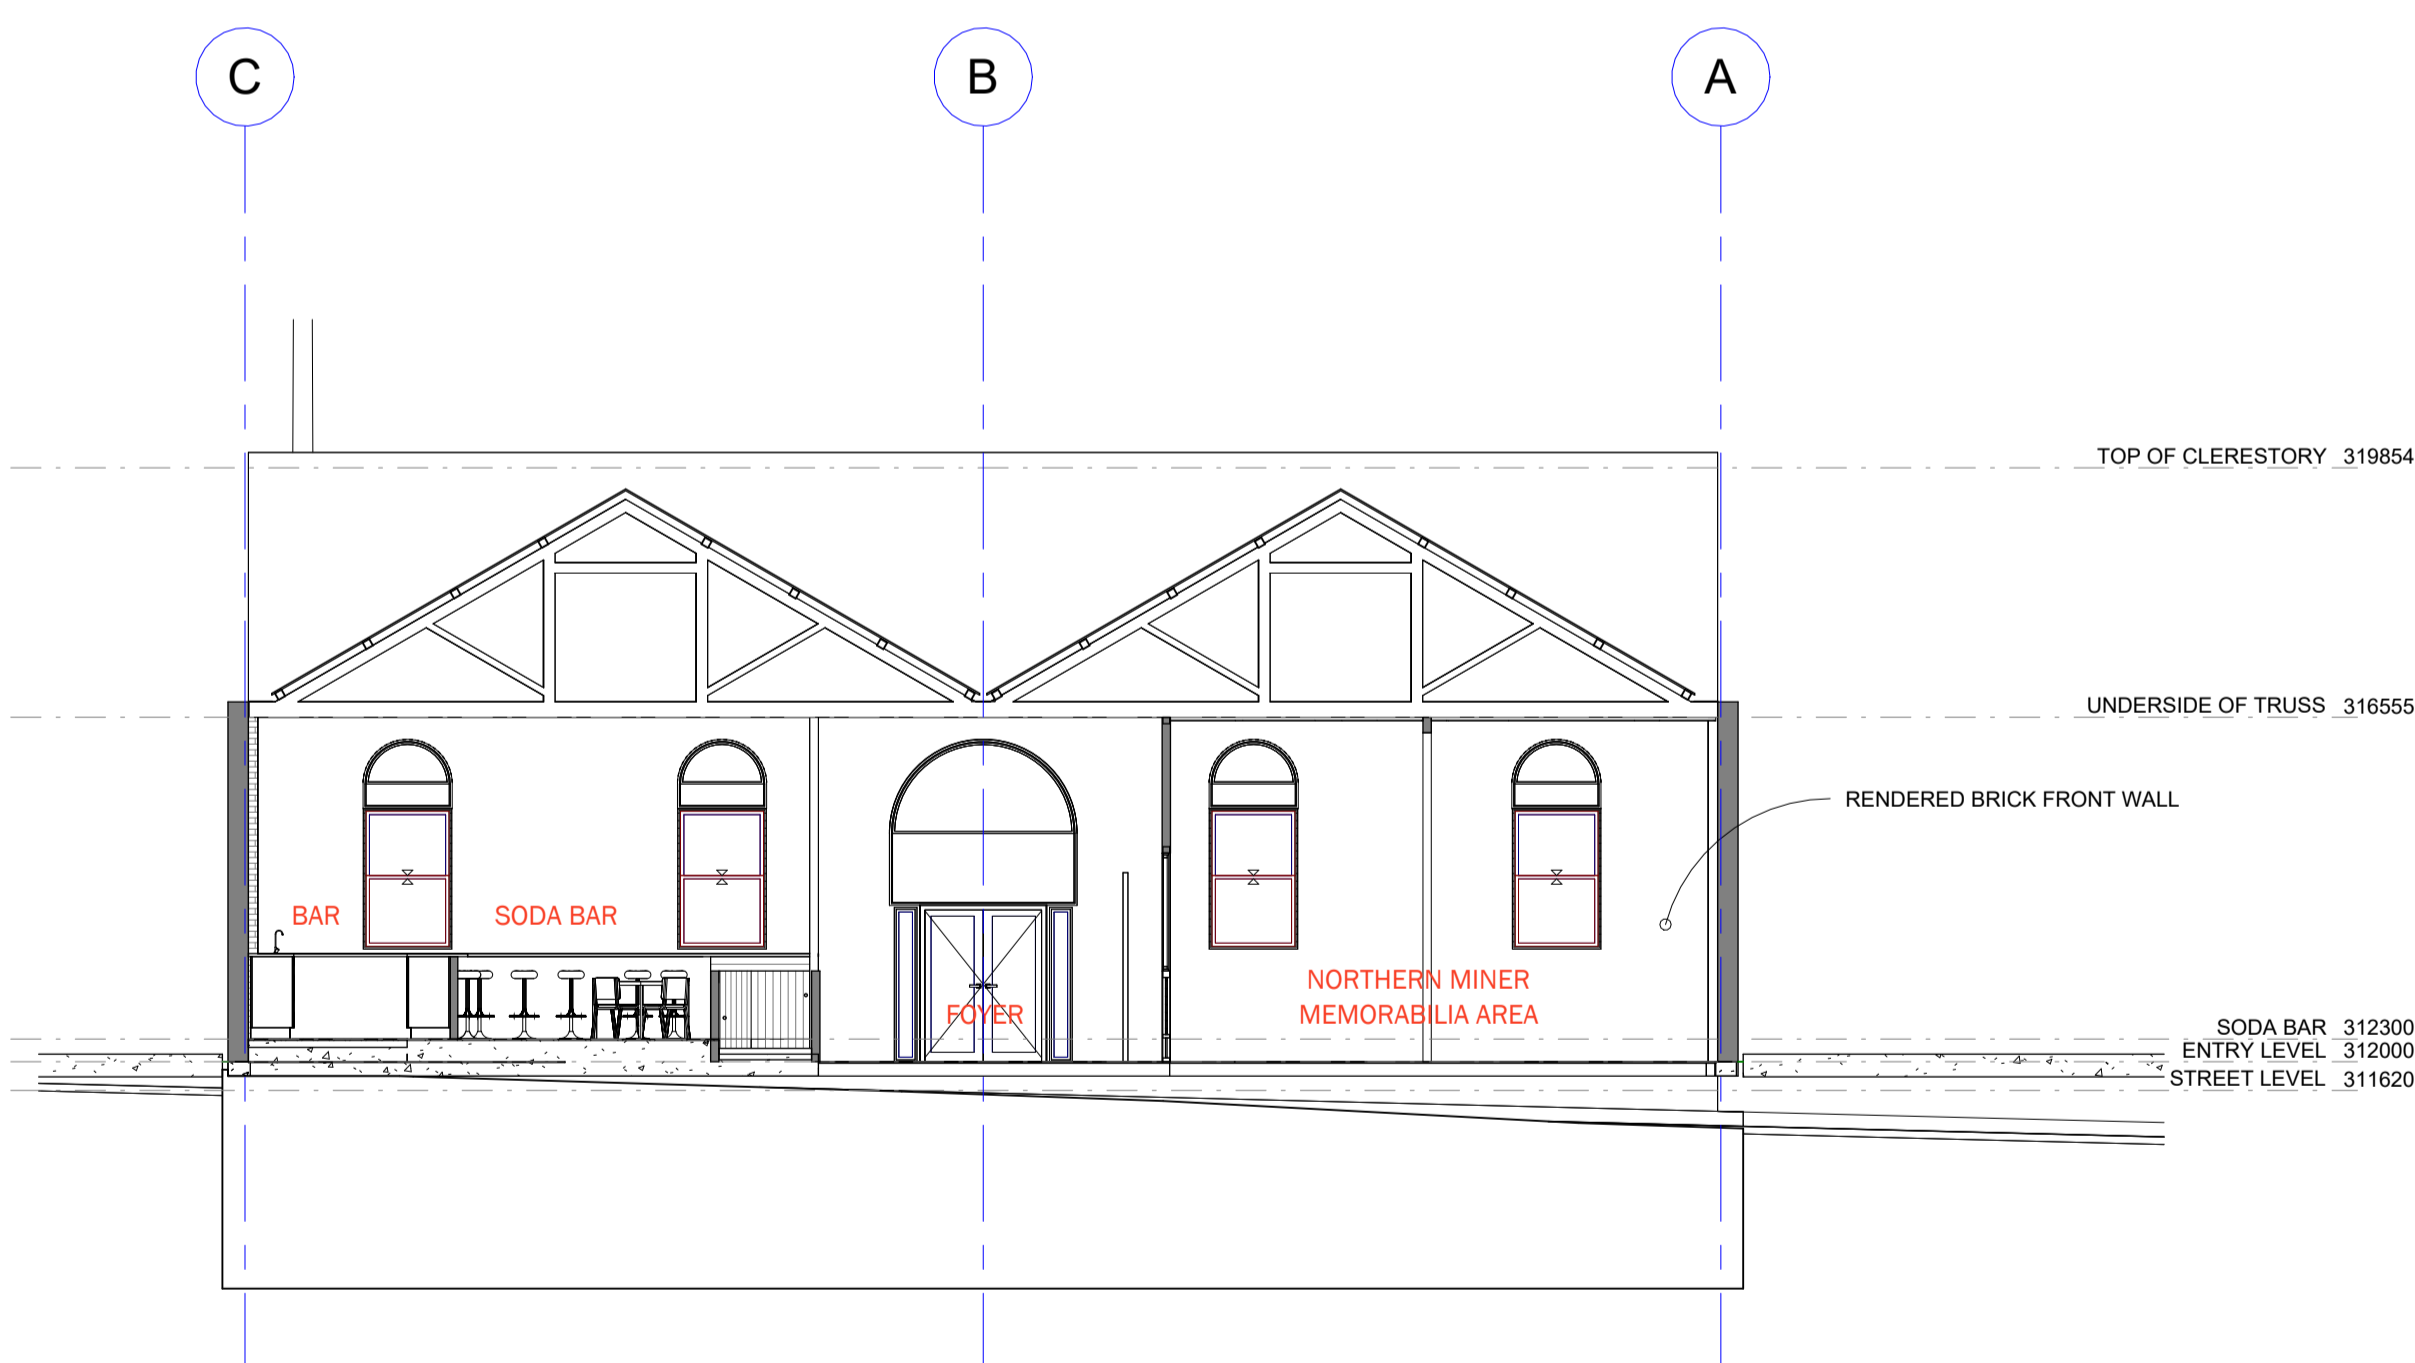 C
B
A
TOP OF CLERESTORY 319854
UNDERSIDE OF TRUSS 316555
RENDERED BRICK FRONT WALL
BAR
SODA BAR
FOYER
NORTHERN MINER
MEMORABILIA AREA
SODA BAR 312300
ENTRY LEVEL 312000
STREET LEVEL 311620